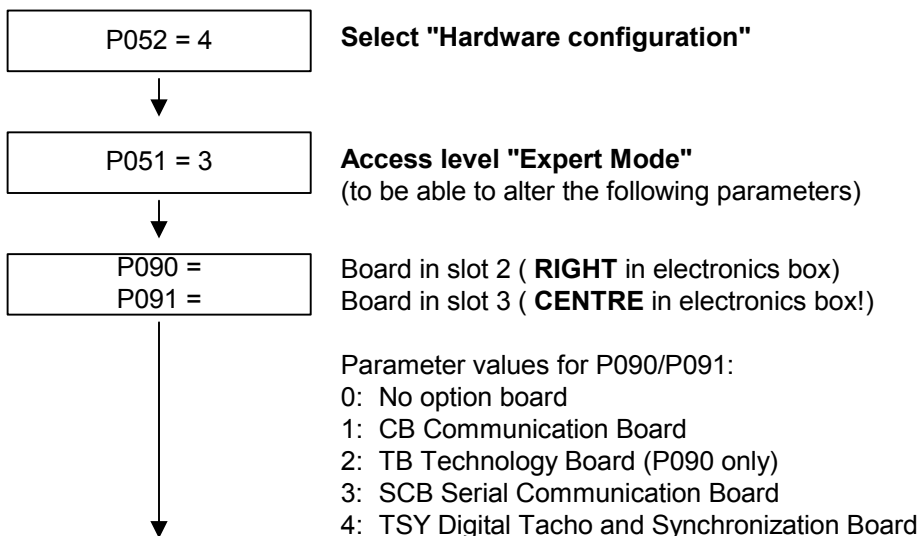 P052 = 4
Select "Hardware configuration"
P051 = 3
Access level "Expert Mode"
(to be able to alter the following parameters)
P090 =
P091 =
Board in slot 2 ( RIGHT in electronics box)
Board in slot 3 ( CENTRE in electronics box!)
Parameter values for P090/P091:
0: No option board
1: CB Communication Board
2: TB Technology Board (P090 only)
3: SCB Serial Communication Board
4: TSY Digital Tacho and Synchronization Board